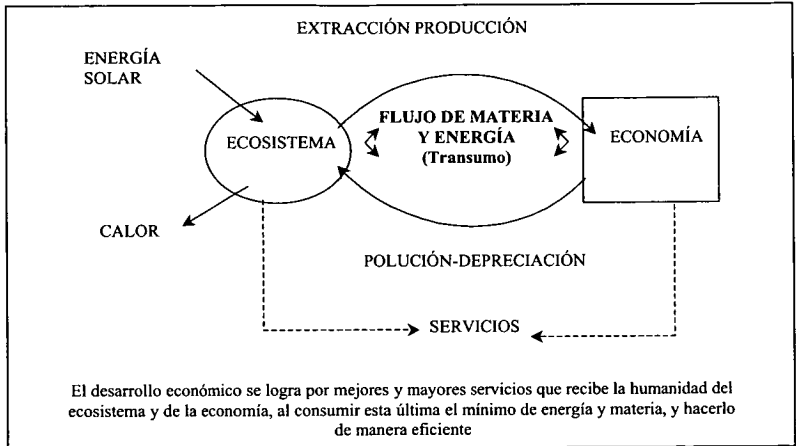 EXTRACCIÓN PRODUCCIÓN
ENERGÍA
SOLAR
FLUJO DE MATERIA
Y ENERGÍA
(Transumo)
ECOSISTEMA
ECONOMÍA
CALOR
POLUCIÓN-DEPRECIACIÓN
SERVICIOS
El desarrollo económico se logra por mejores y mayores servicios que recibe la humanidad del
ecosistema y de la economía, al consumir esta última el mínimo de energía y materia, y hacerlo
de manera eficiente